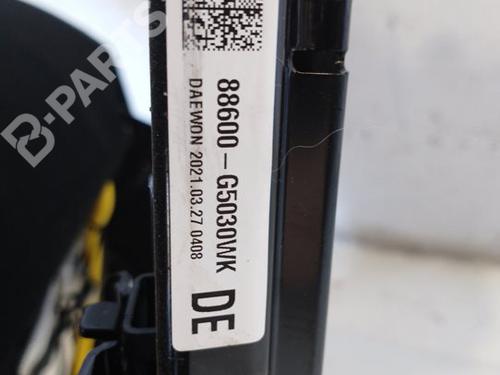 88600-G5030WK
DAEWON 2021.03.27 0408
DE
B-PARTS